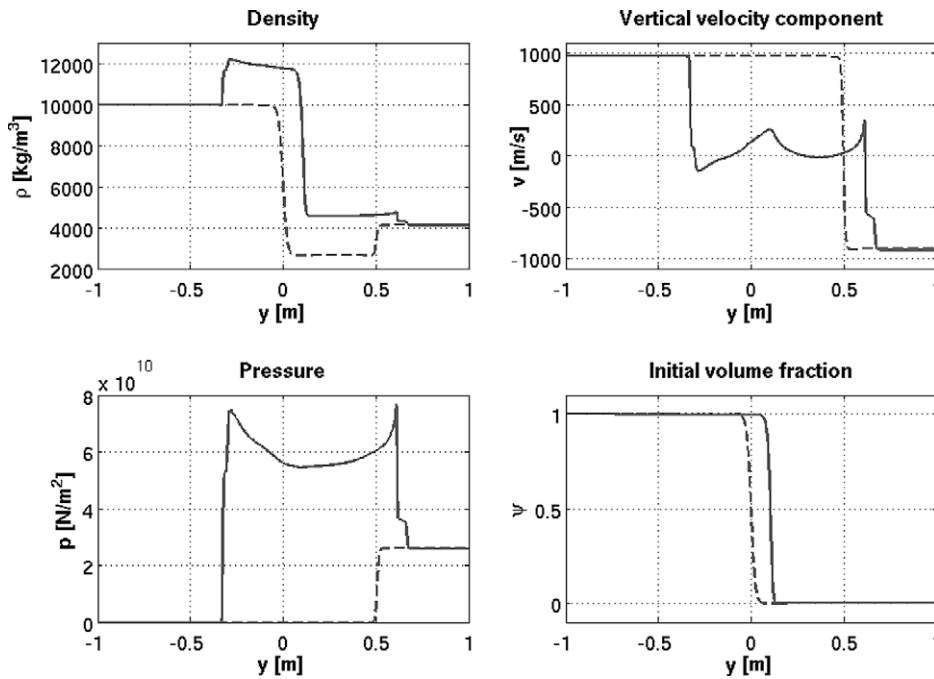 Density
12000
10000
8000
6000
4000
2000
ρ [kg/m³]
-1 -0.5 0 0.5 1
y [m]
Vertical velocity component
1000
500
0
-500
-1000
v [m/s]
-1 -0.5 0 0.5 1
y [m]
x 10¹⁰
Pressure
8
6
4
2
0
p [N/m²]
-1 -0.5 0 0.5 1
y [m]
Initial volume fraction
1
0.5
0
ψ
-1 -0.5 0 0.5 1
y [m]